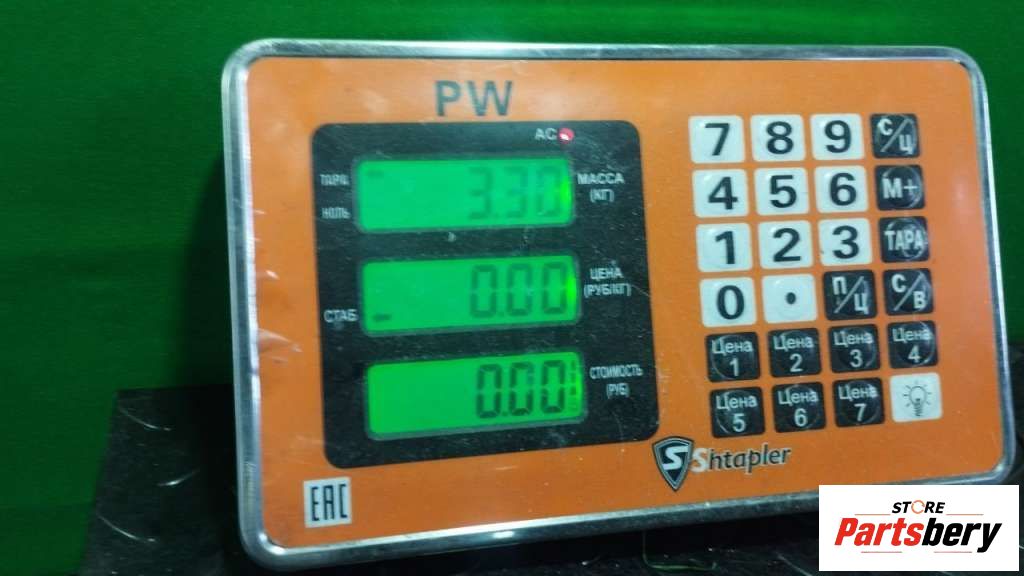 PW
AC
ТАРА
НОЛЬ
3.30
МАССА
(КГ)
СТАБ
0.00
ЦЕНА
(РУБ/КГ)
0.00
СТОИМОСТЬ
(РУБ)
7 8 9 С/Ц
4 5 6 М+
1 2 3 ТАРА
0 . П/Ц С/В
Цена 1 Цена 2 Цена 3 Цена 4
Цена 5 Цена 6 Цена 7
S Shtapler
EAC
STORE
Partsbery